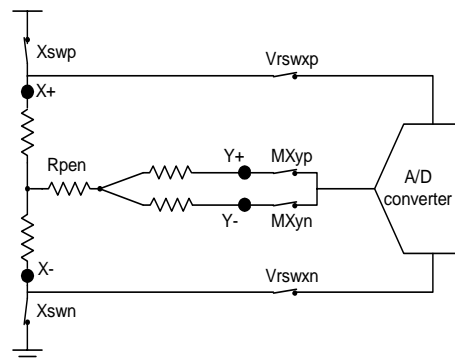 Xswp
Vrswxp
X+
Rpen
Y+
MXyp
A/D
converter
Y-
MXyn
X-
Vrswxn
Xswn